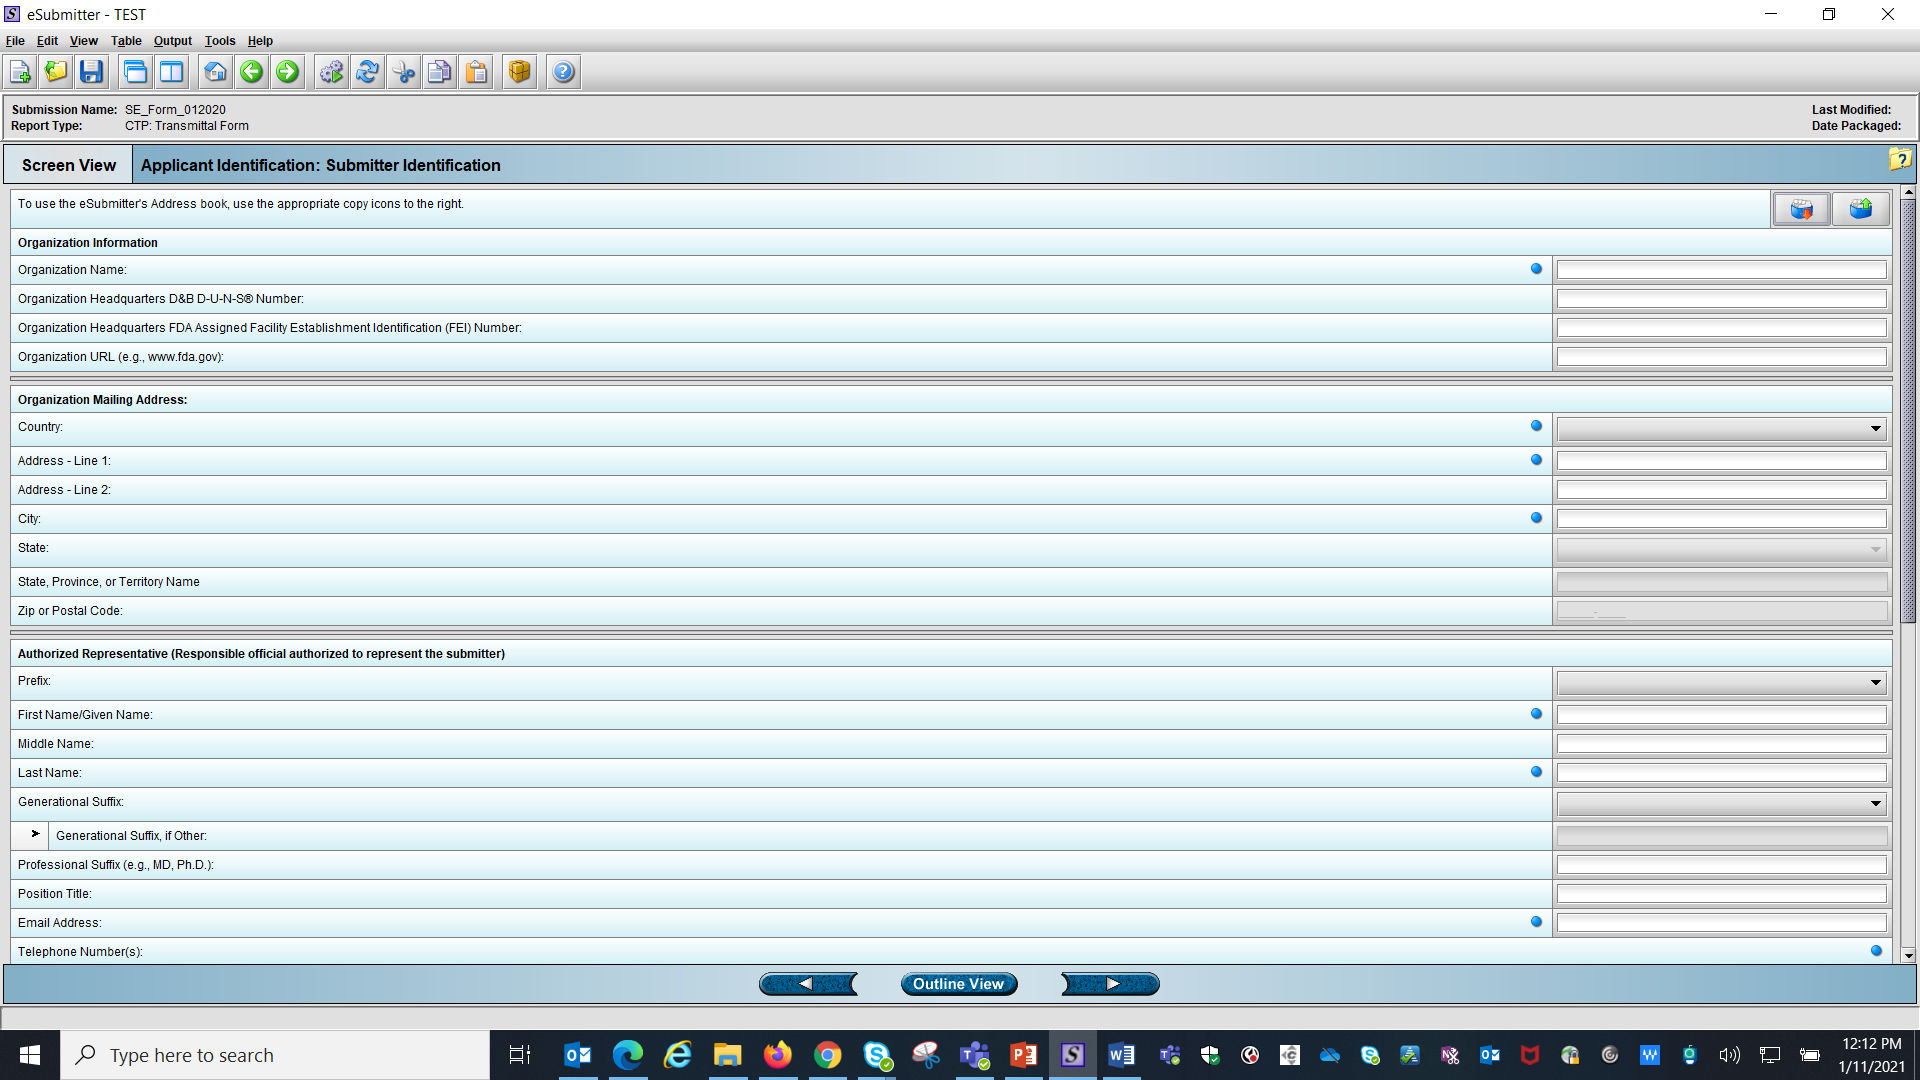 eSubmitter - TEST
File Edit View Table Output Tools Help
Submission Name: SE_Form_012020
Last Modified:
Report Type: CTP: Transmittal Form
Date Packaged:
Screen View
Applicant Identification: Submitter Identification
To use the eSubmitter's Address book, use the appropriate copy icons to the right.
Organization Information
Organization Name:
Organization Headquarters D&B D-U-N-S® Number:
Organization Headquarters FDA Assigned Facility Establishment Identification (FEI) Number:
Organization URL (e.g., www.fda.gov):
Organization Mailing Address:
Country:
Address - Line 1:
Address - Line 2:
City:
State:
State, Province, or Territory Name
Zip or Postal Code:
Authorized Representative (Responsible official authorized to represent the submitter)
Prefix:
First Name/Given Name:
Middle Name:
Last Name:
Generational Suffix:
Generational Suffix, if Other:
Professional Suffix (e.g., MD, Ph.D.):
Position Title:
Email Address:
Telephone Number(s):
Outline View
Type here to search
12:12 PM
1/11/2021